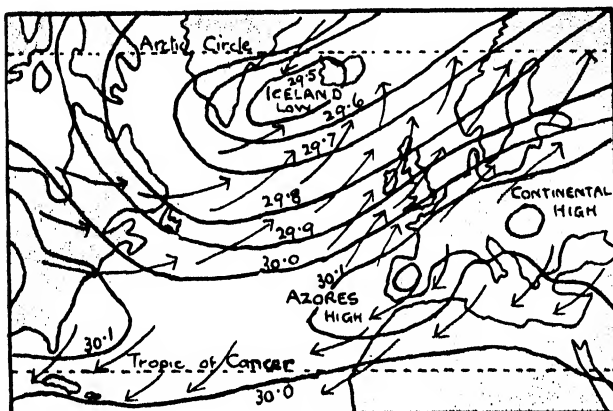 Arctic Circle
29.5
ICELAND
LOW
29.6
29.7
29.8
29.9
30.0
30.1
CONTINENTAL
HIGH
AZORES
HIGH
30.1
Tropic of Cancer
30.0